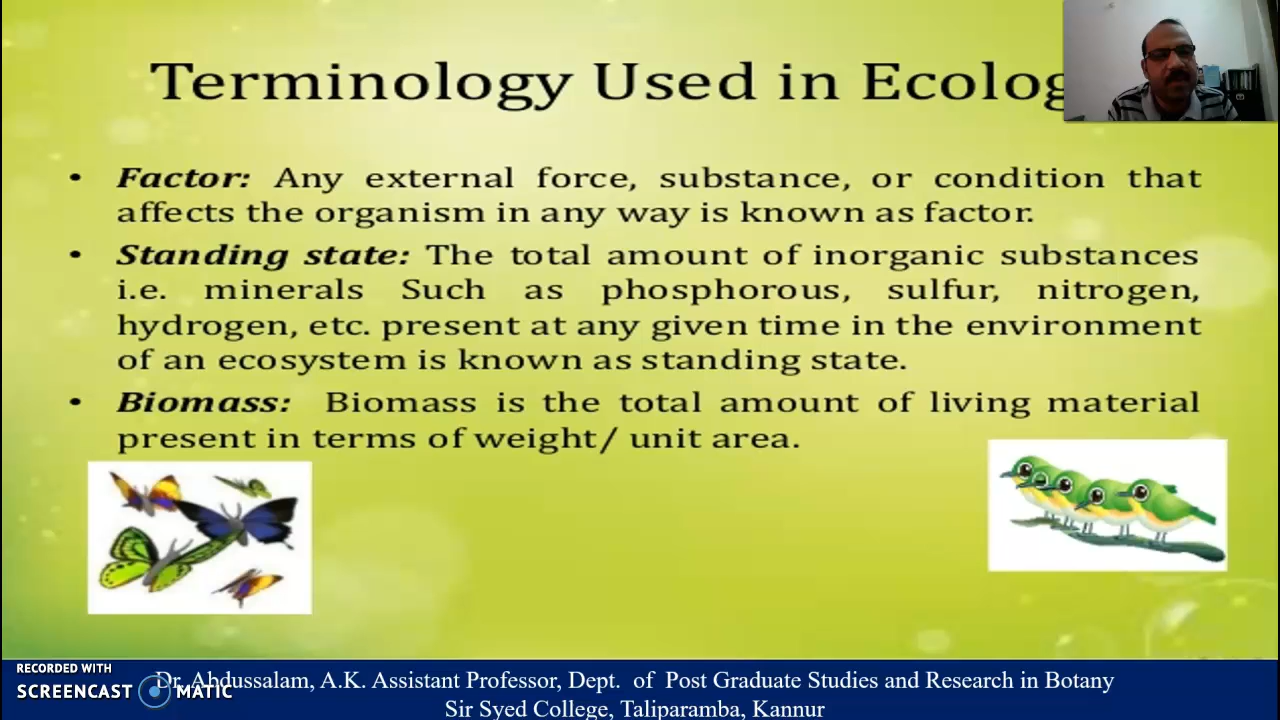 Terminology Used in Ecolog
• Factor: Any external force, substance, or condition that
affects the organism in any way is known as factor.
• Standing state: The total amount of inorganic substances
i.e. minerals Such as phosphorous, sulfur, nitrogen,
hydrogen, etc. present at any given time in the environment
of an ecosystem is known as standing state.
• Biomass: Biomass is the total amount of living material
present in terms of weight/ unit area.
RECORDED WITH
SCREENCAST MATIC
Dr. Abdussalam, A.K. Assistant Professor, Dept. of Post Graduate Studies and Research in Botany
Sir Syed College, Taliparamba, Kannur